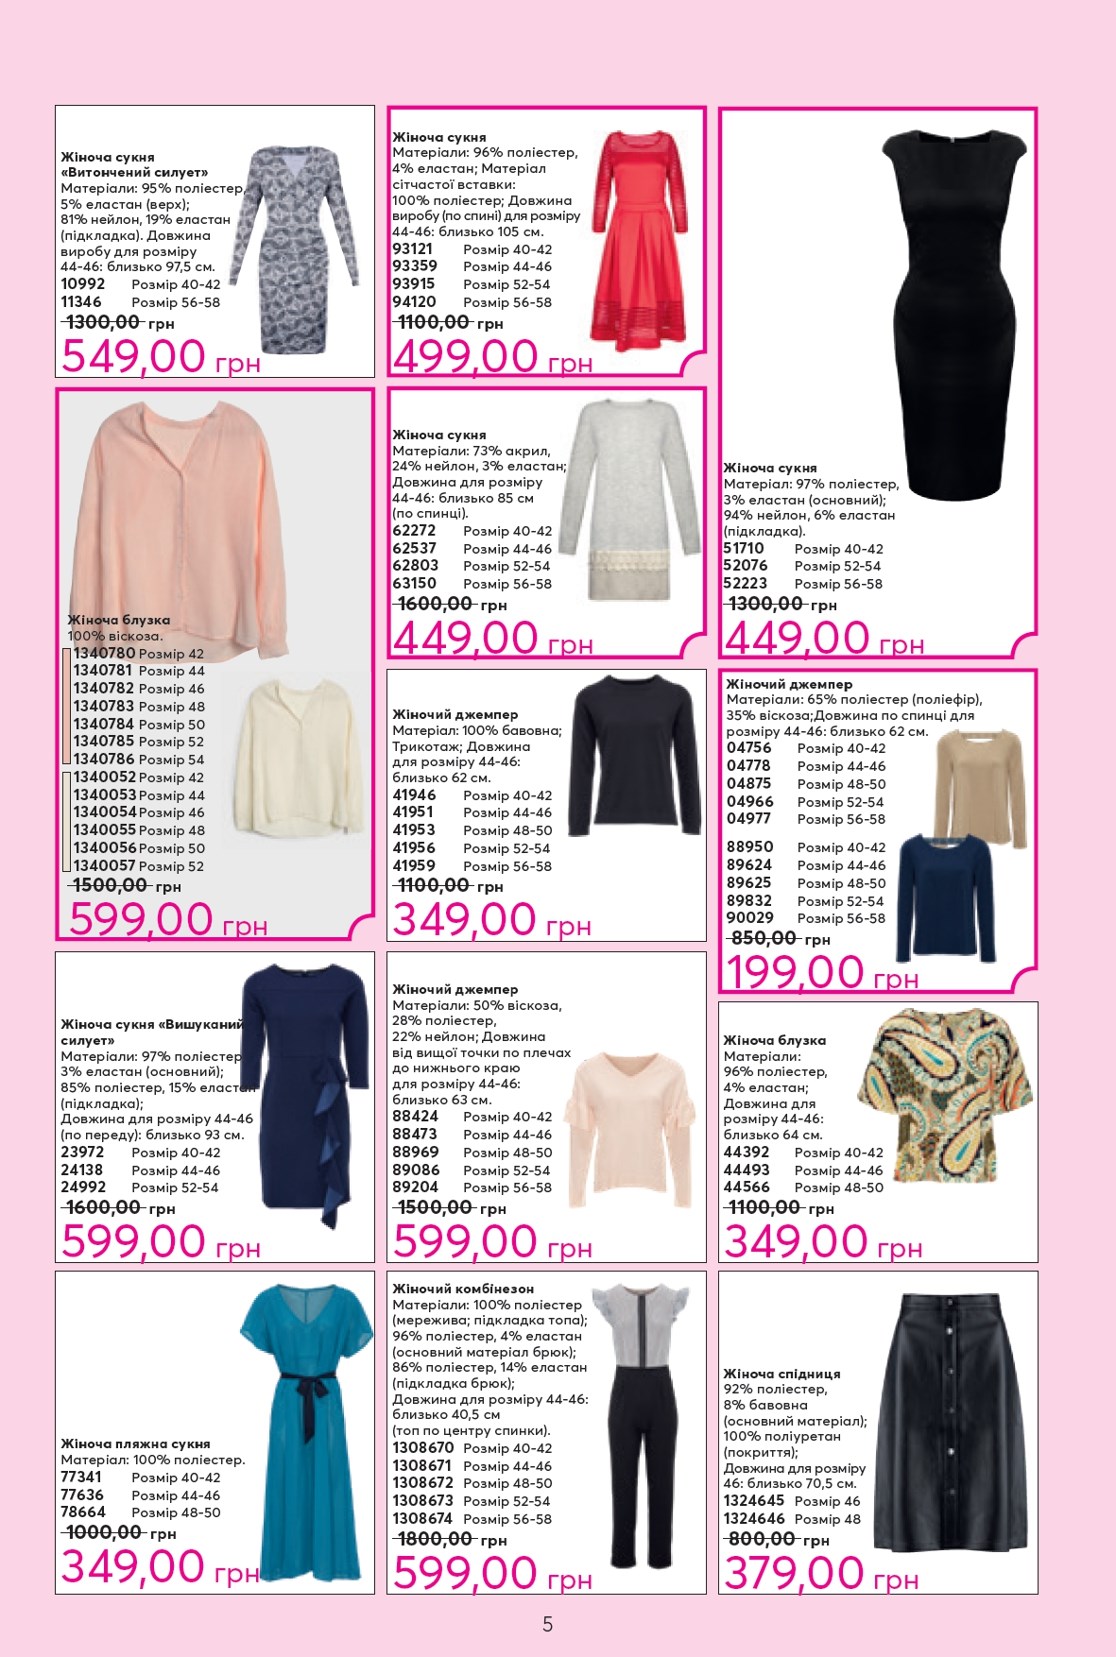 Жіноча сукня
«Витончений силует»
Матеріали: 95% поліестер,
5% еластан (верх);
81% нейлон, 19% еластан
(підкладка). Довжина
виробу для розміру
44-46: близько 97,5 см.
10992 Розмір 40-42
11346 Розмір 56-58
1300,00 грн
549,00 грн
Жіноча сукня
Матеріали: 96% поліестер,
4% еластан; Матеріал
сітчастої вставки:
100% поліестер; Довжина
виробу (по спині) для розміру
44-46: близько 105 см.
93121 Розмір 40-42
93359 Розмір 44-46
93915 Розмір 52-54
94120 Розмір 56-58
1100,00 грн
499,00 грн
Жіноча сукня
Матеріал: 97% поліестер,
3% еластан (основний);
94% нейлон, 6% еластан
(підкладка).
51710 Розмір 40-42
52076 Розмір 52-54
52223 Розмір 56-58
1300,00 грн
449,00 грн
Жіноча блузка
100% віскоза.
1340780 Розмір 42
1340781 Розмір 44
1340782 Розмір 46
1340783 Розмір 48
1340784 Розмір 50
1340785 Розмір 52
1340786 Розмір 54
1340052 Розмір 42
1340053 Розмір 44
1340054 Розмір 46
1340055 Розмір 48
1340056 Розмір 50
1340057 Розмір 52
1500,00 грн
599,00 грн
Жіноча сукня
Матеріали: 73% акрил,
24% нейлон, 3% еластан;
Довжина для розміру
44-46: близько 85 см
(по спинці).
62272 Розмір 40-42
62537 Розмір 44-46
62803 Розмір 52-54
63150 Розмір 56-58
1600,00 грн
449,00 грн
Жіночий джемпер
Матеріал: 100% бавовна;
Трикотаж; Довжина
для розміру 44-46:
близько 62 см.
41946 Розмір 40-42
41951 Розмір 44-46
41953 Розмір 48-50
41956 Розмір 52-54
41959 Розмір 56-58
1100,00 грн
349,00 грн
Жіночий джемпер
Матеріали: 65% поліестер (поліефір),
35% віскоза;Довжина по спинці для
розміру 44-46: близько 62 см.
04756 Розмір 40-42
04778 Розмір 44-46
04875 Розмір 48-50
04966 Розмір 52-54
04977 Розмір 56-58
88950 Розмір 40-42
89624 Розмір 44-46
89625 Розмір 48-50
89832 Розмір 52-54
90029 Розмір 56-58
850,00 грн
199,00 грн
Жіноча сукня «Вишуканий
силует»
Матеріали: 97% поліестер
3% еластан (основний);
85% поліестер, 15% еластан
(підкладка);
Довжина для розміру 44-46
(по переду): близько 93 см.
23972 Розмір 40-42
24138 Розмір 44-46
24992 Розмір 52-54
1600,00 грн
599,00 грн
Жіночий джемпер
Матеріали: 50% віскоза,
28% поліестер,
22% нейлон; Довжина
від вищої точки по плечах
до нижнього краю
для розміру 44-46:
близько 63 см.
88424 Розмір 40-42
88473 Розмір 44-46
88969 Розмір 48-50
89086 Розмір 52-54
89204 Розмір 56-58
1500,00 грн
599,00 грн
Жіноча блузка
Матеріали:
96% поліестер,
4% еластан;
Довжина для
розміру 44-46:
близько 64 см.
44392 Розмір 40-42
44493 Розмір 44-46
44566 Розмір 48-50
1100,00 грн
349,00 грн
Жіноча пляжна сукня
Матеріал: 100% поліестер.
77341 Розмір 40-42
77636 Розмір 44-46
78664 Розмір 48-50
1000,00 грн
349,00 грн
Жіночий комбінезон
Матеріали: 100% поліестер
(мережива; підкладка топа);
96% поліестер, 4% еластан
(основний матеріал брюк);
86% поліестер, 14% еластан
(підкладка брюк);
Довжина для розміру 44-46:
близько 40,5 см
(топ по центру спинки).
1308670 Розмір 40-42
1308671 Розмір 44-46
1308672 Розмір 48-50
1308673 Розмір 52-54
1308674 Розмір 56-58
1800,00 грн
599,00 грн
Жіноча спідниця
92% поліестер,
8% бавовна
(основний матеріал);
100% поліуретан
(покриття);
Довжина для розміру
46: близько 70,5 см.
1324645 Розмір 46
1324646 Розмір 48
800,00 грн
379,00 грн
5